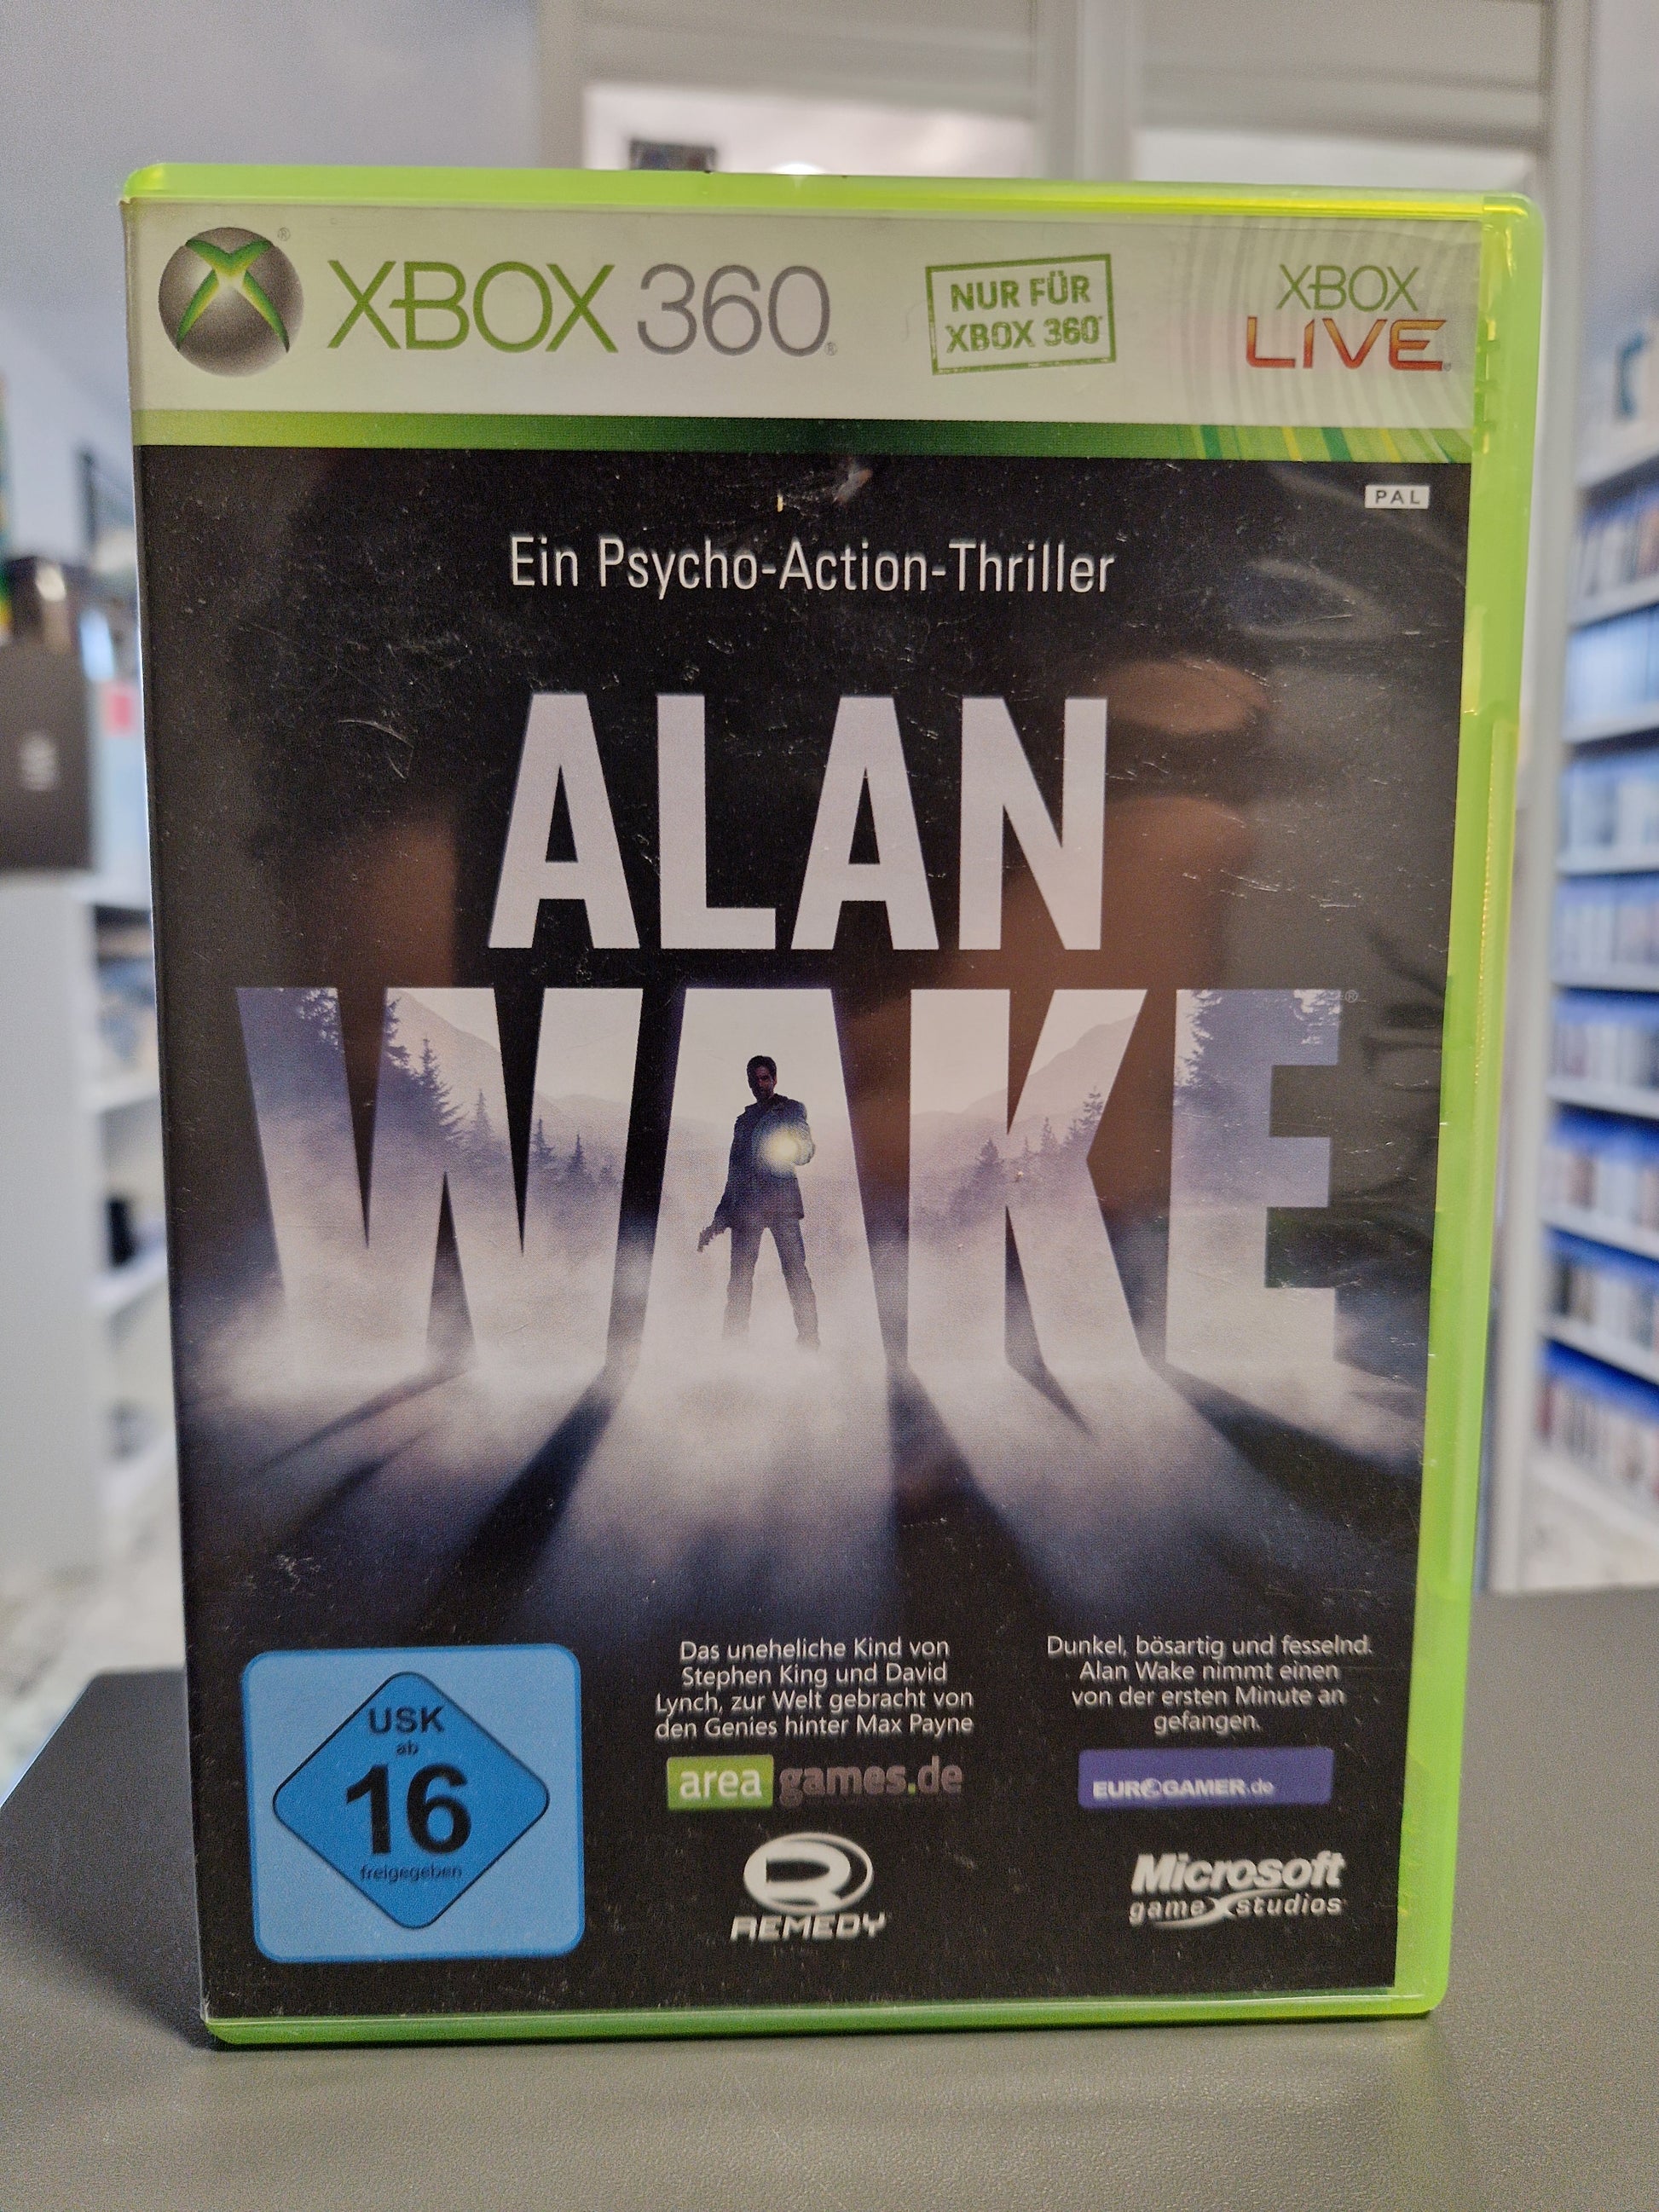 XBOX 360
NUR FÜR
XBOX 360
XBOX
LIVE
PAL
Ein Psycho-Action-Thriller
ALAN
WAKE
USK
ab
16
freigegeben
Das uneheliche Kind von
Stephen King und David
Lynch, zur Welt gebracht von
den Genies hinter Max Payne
area games.de
Dunkel, bösartig und fesselnd.
Alan Wake nimmt einen
von der ersten Minute an
gefangen.
EUROGAMER.de
REMEDY
Microsoft
game studios